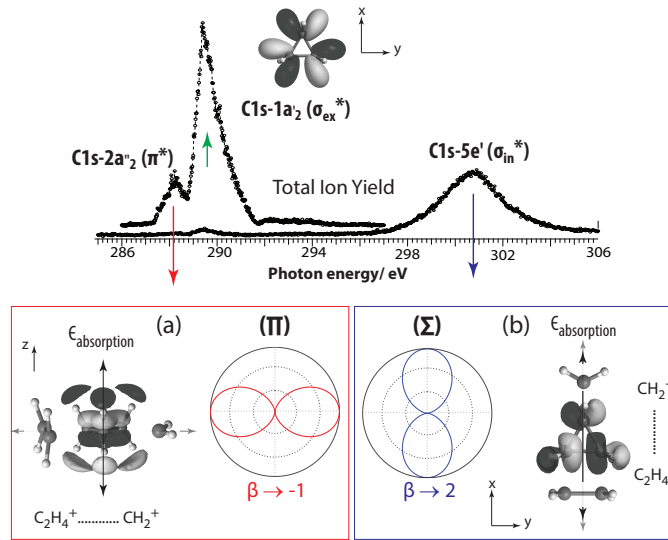 x
y
C1s-1a'₂ (σₑₓ*)
C1s-2a"₂ (π*)
C1s-5e' (σᵢₙ*)
Total Ion Yield
286 290 294 298 302 306
Photon energy/ eV
(a) (Π)
ϵabsorption
z
β → -1
C₂H₄⁺............CH₂⁺
(Σ) (b)
ϵabsorption
CH₂⁺
C₂H₄
β → 2
x
y